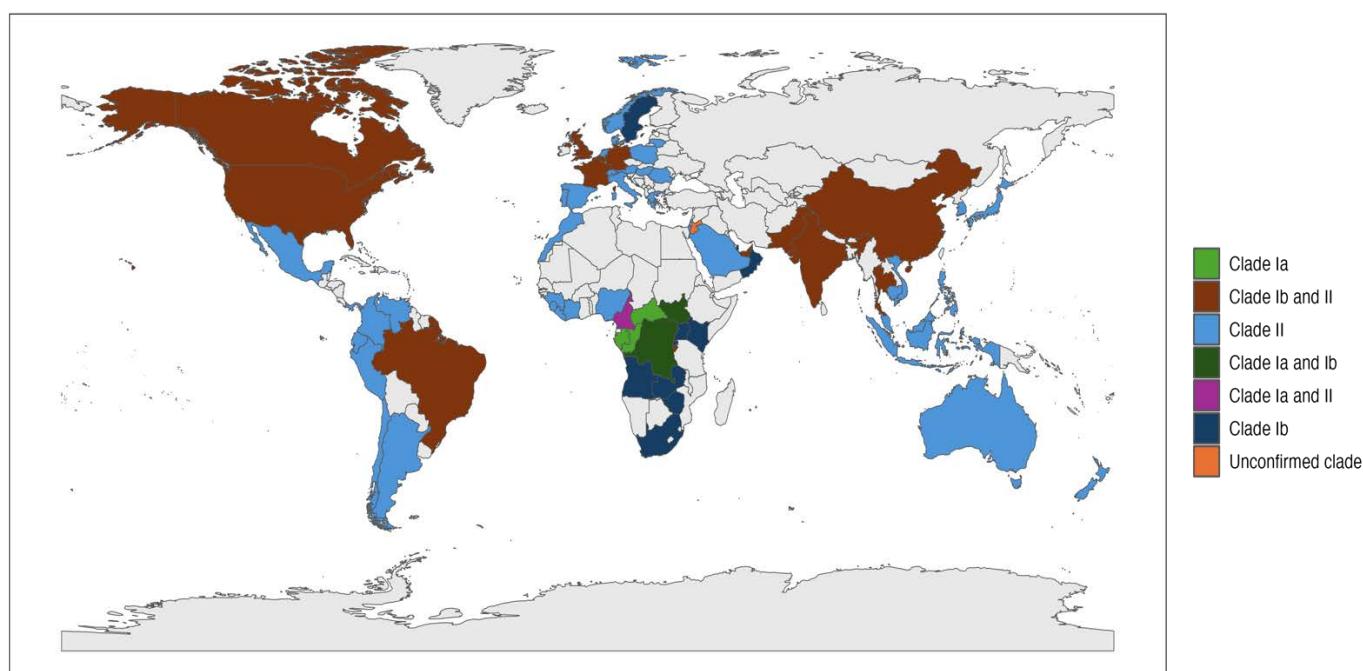 Clade Ia
Clade Ib and II
Clade II
Clade Ia and Ib
Clade Ia and II
Clade Ib
Unconfirmed clade